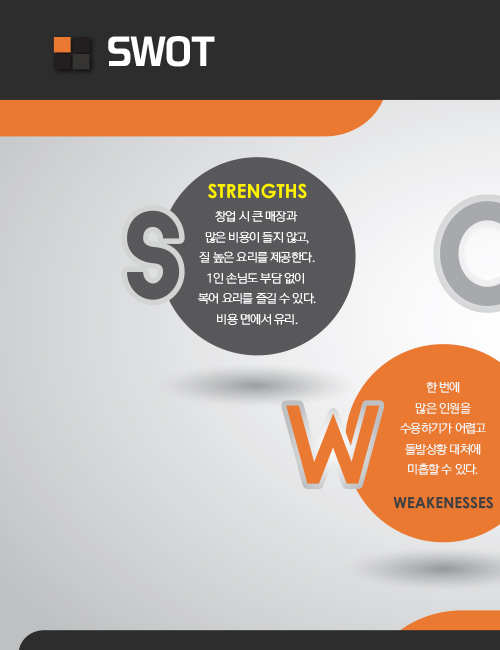 SWOT
S
STRENGTHS
창업 시 큰 매장과
많은 비용이 들지 않고,
질 높은 요리를 제공한다.
1인 손님도 부담 없이
복어 요리를 즐길 수 있다.
비용 면에서 유리.
O
W
한 번에
많은 인원을
수용하기가 어렵고
돌발상황 대처에
미흡할 수 있다.
WEAKENESSES